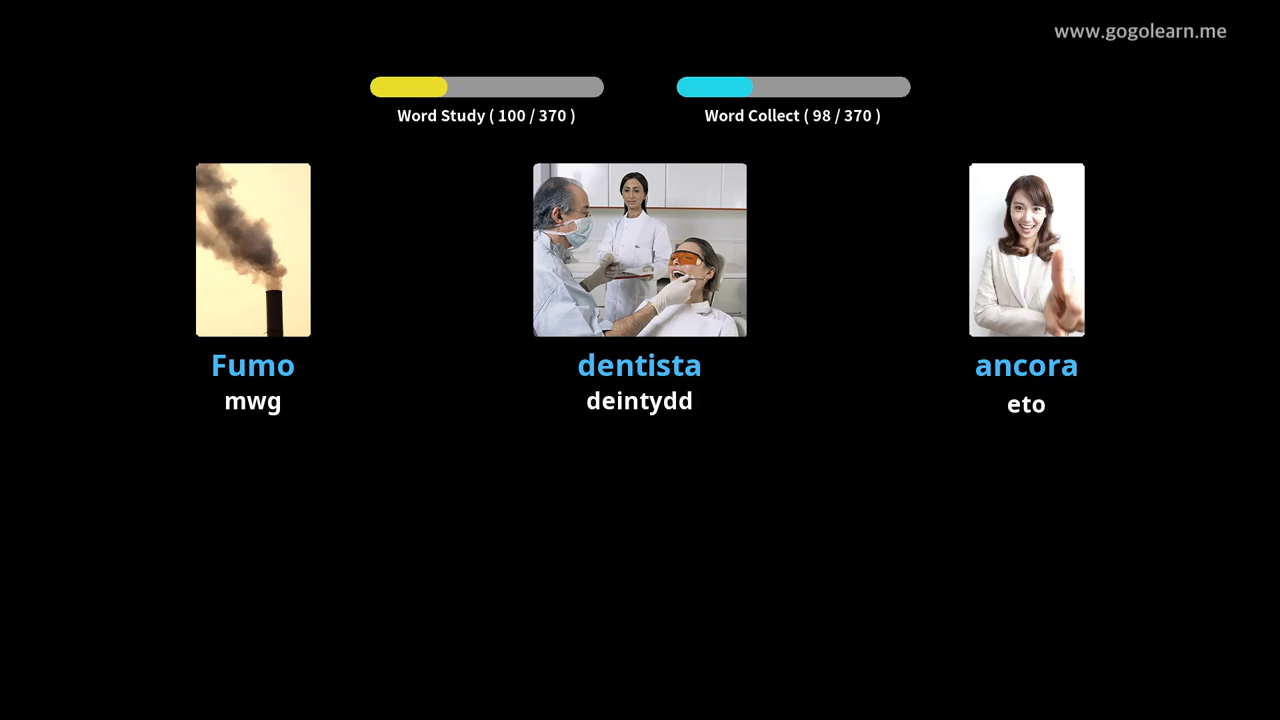 www.gogolearn.me
Word Study ( 100 / 370 )
Word Collect ( 98 / 370 )
Fumo
mwg
dentista
deintydd
ancora
eto